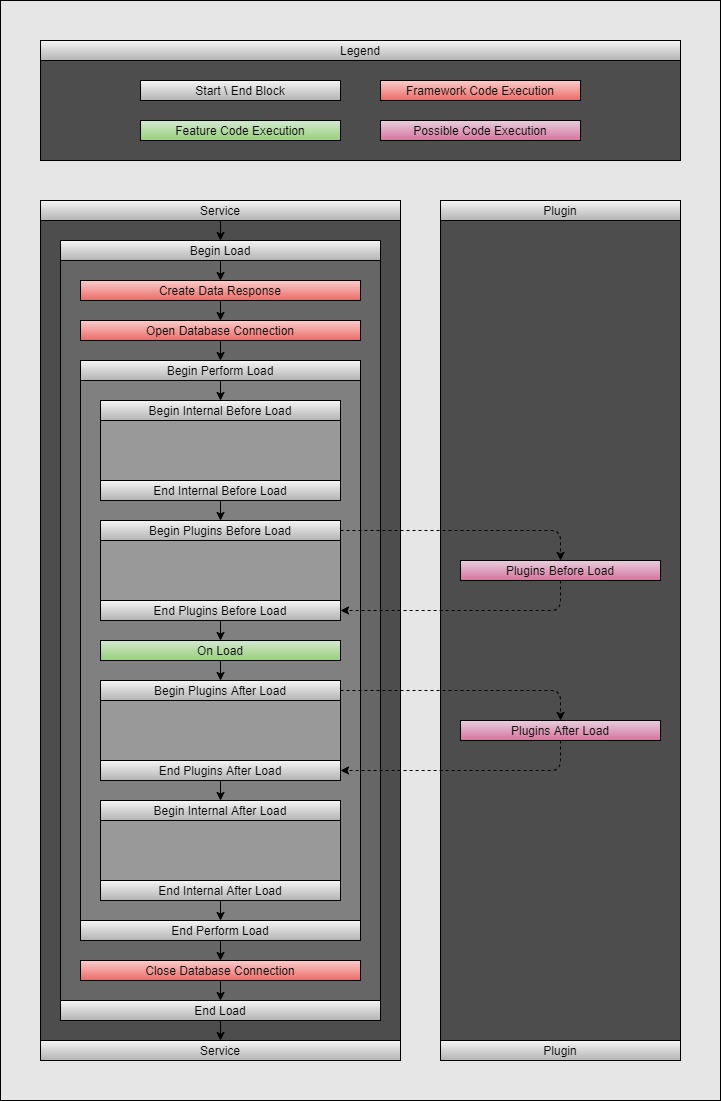 Legend
Start \ End Block
Framework Code Execution
Feature Code Execution
Possible Code Execution
Service
Plugin
Begin Load
Create Data Response
Open Database Connection
Begin Perform Load
Begin Internal Before Load
End Internal Before Load
Begin Plugins Before Load
Plugins Before Load
End Plugins Before Load
On Load
Begin Plugins After Load
Plugins After Load
End Plugins After Load
Begin Internal After Load
End Internal After Load
End Perform Load
Close Database Connection
End Load
Service
Plugin